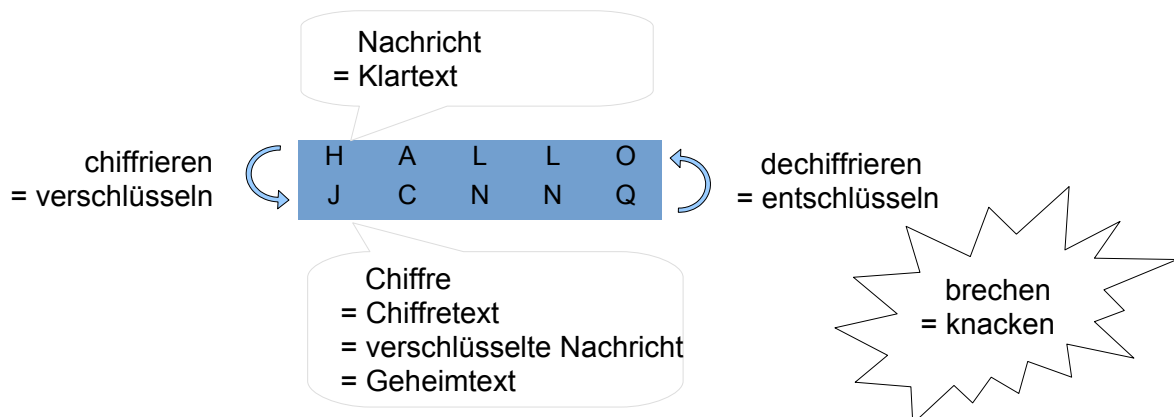 Nachricht
= Klartext
chiffrieren
= verschlüsseln
H A L L O
J C N N Q
dechiffrieren
= entschlüsseln
Chiffre
= Chiffretext
= verschlüsselte Nachricht
= Geheimtext
brechen
= knacken